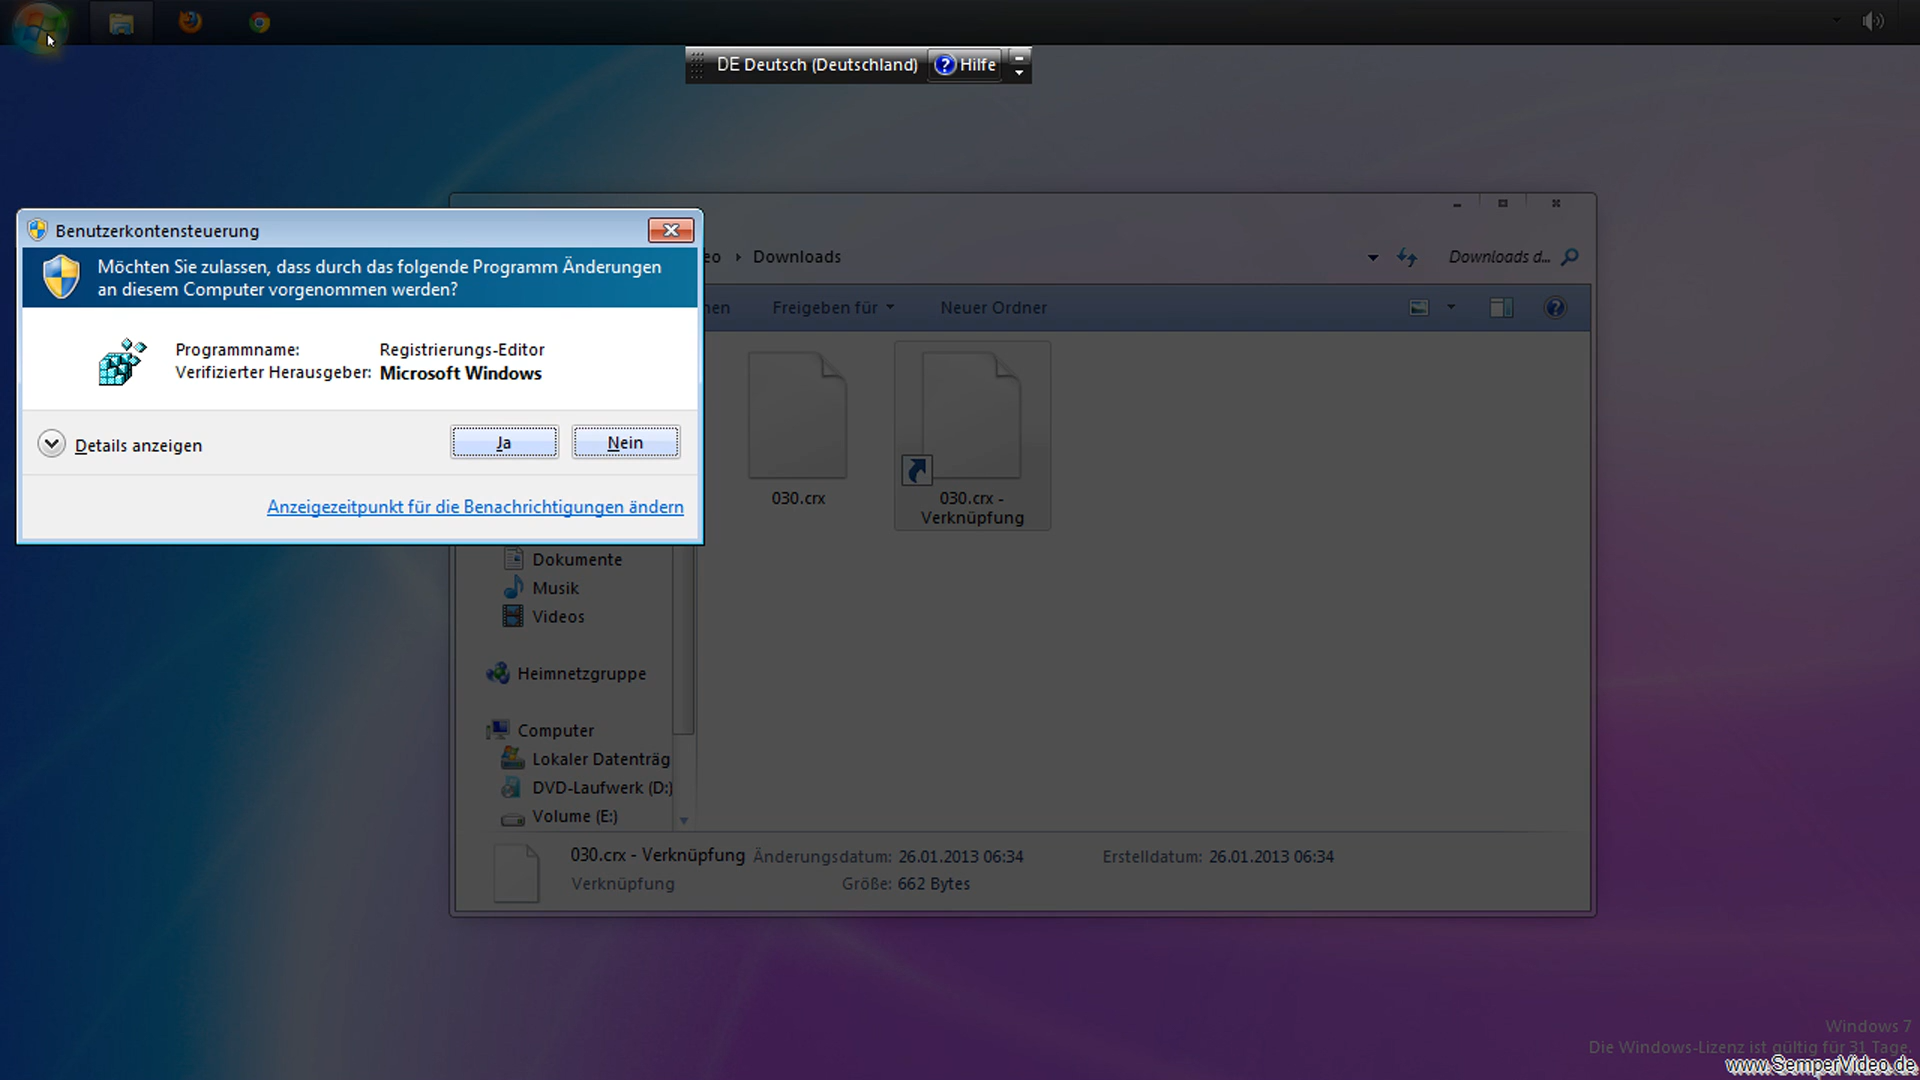 DE Deutsch (Deutschland)
Hilfe
Benutzerkontensteuerung
Möchten Sie zulassen, dass durch das folgende Programm Änderungen
an diesem Computer vorgenommen werden?
Programmname: Registrierungs-Editor
Verifizierter Herausgeber: Microsoft Windows
Details anzeigen
Ja
Nein
Anzeigezeitpunkt für die Benachrichtigungen ändern
eo
Downloads
Downloads d...
nen
Freigeben für
Neuer Ordner
030.crx
030.crx -
Verknüpfung
Dokumente
Musik
Videos
Heimnetzgruppe
Computer
Lokaler Datenträg
DVD-Laufwerk (D:)
Volume (E:)
030.crx - Verknüpfung Änderungsdatum: 26.01.2013 06:34 Erstelldatum: 26.01.2013 06:34
Verknüpfung Größe: 662 Bytes
Windows 7
Die Windows-Lizenz ist gültig für 31 Tage.
www.SemperVideo.de